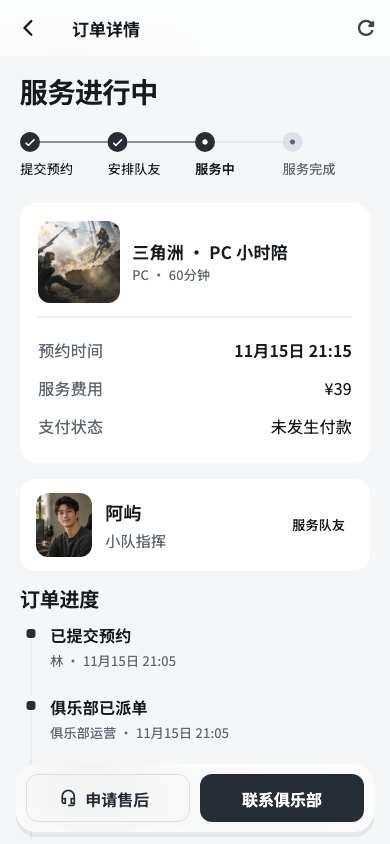 订单详情
服务进行中
提交预约 安排队友 服务中 服务完成
三角洲 · PC 小时陪
PC · 60分钟
预约时间 11月15日 21:15
服务费用 ¥39
支付状态 未发生付款
阿屿
小队指挥
服务队友
订单进度
已提交预约
林 · 11月15日 21:05
俱乐部已派单
俱乐部运营 · 11月15日 21:05
申请售后 联系俱乐部